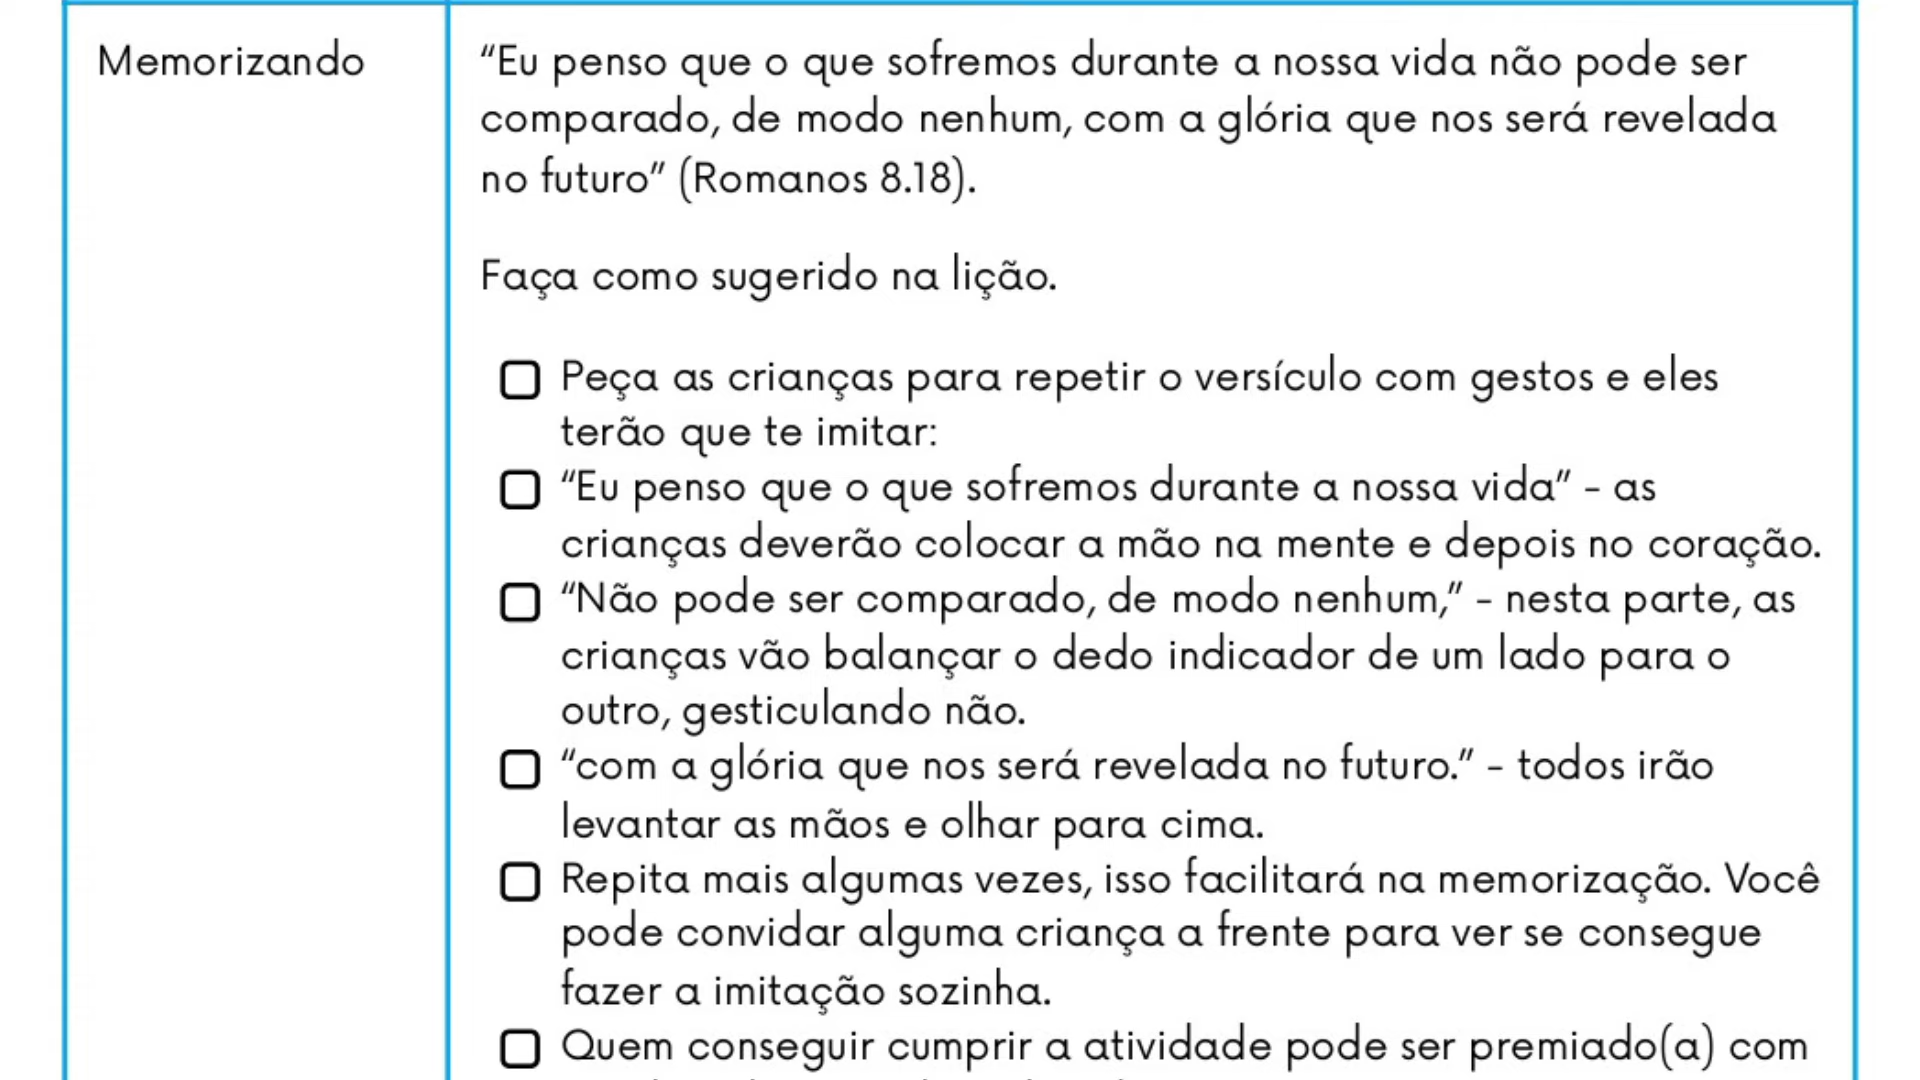 Memorizando
“Eu penso que o que sofremos durante a nossa vida não pode ser
comparado, de modo nenhum, com a glória que nos será revelada
no futuro” (Romanos 8.18).
Faça como sugerido na lição.
Peça as crianças para repetir o versículo com gestos e eles
terão que te imitar:
“Eu penso que o que sofremos durante a nossa vida” - as
crianças deverão colocar a mão na mente e depois no coração.
“Não pode ser comparado, de modo nenhum,” - nesta parte, as
crianças vão balançar o dedo indicador de um lado para o
outro, gesticulando não.
“com a glória que nos será revelada no futuro.” - todos irão
levantar as mãos e olhar para cima.
Repita mais algumas vezes, isso facilitará na memorização. Você
pode convidar alguma criança a frente para ver se consegue
fazer a imitação sozinha.
Quem conseguir cumprir a atividade pode ser premiado(a) com